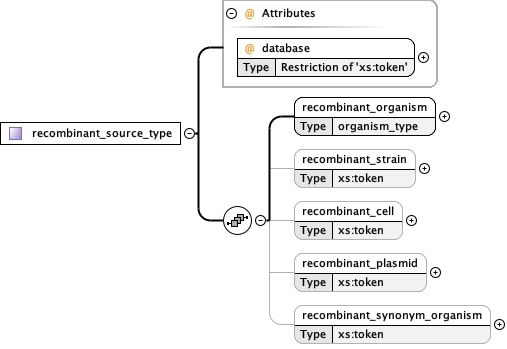 @ Attributes
@ database
Type Restriction of 'xs:token'
recombinant_source_type
recombinant_organism
Type organism_type
recombinant_strain
Type xs:token
recombinant_cell
Type xs:token
recombinant_plasmid
Type xs:token
recombinant_synonym_organism
Type xs:token